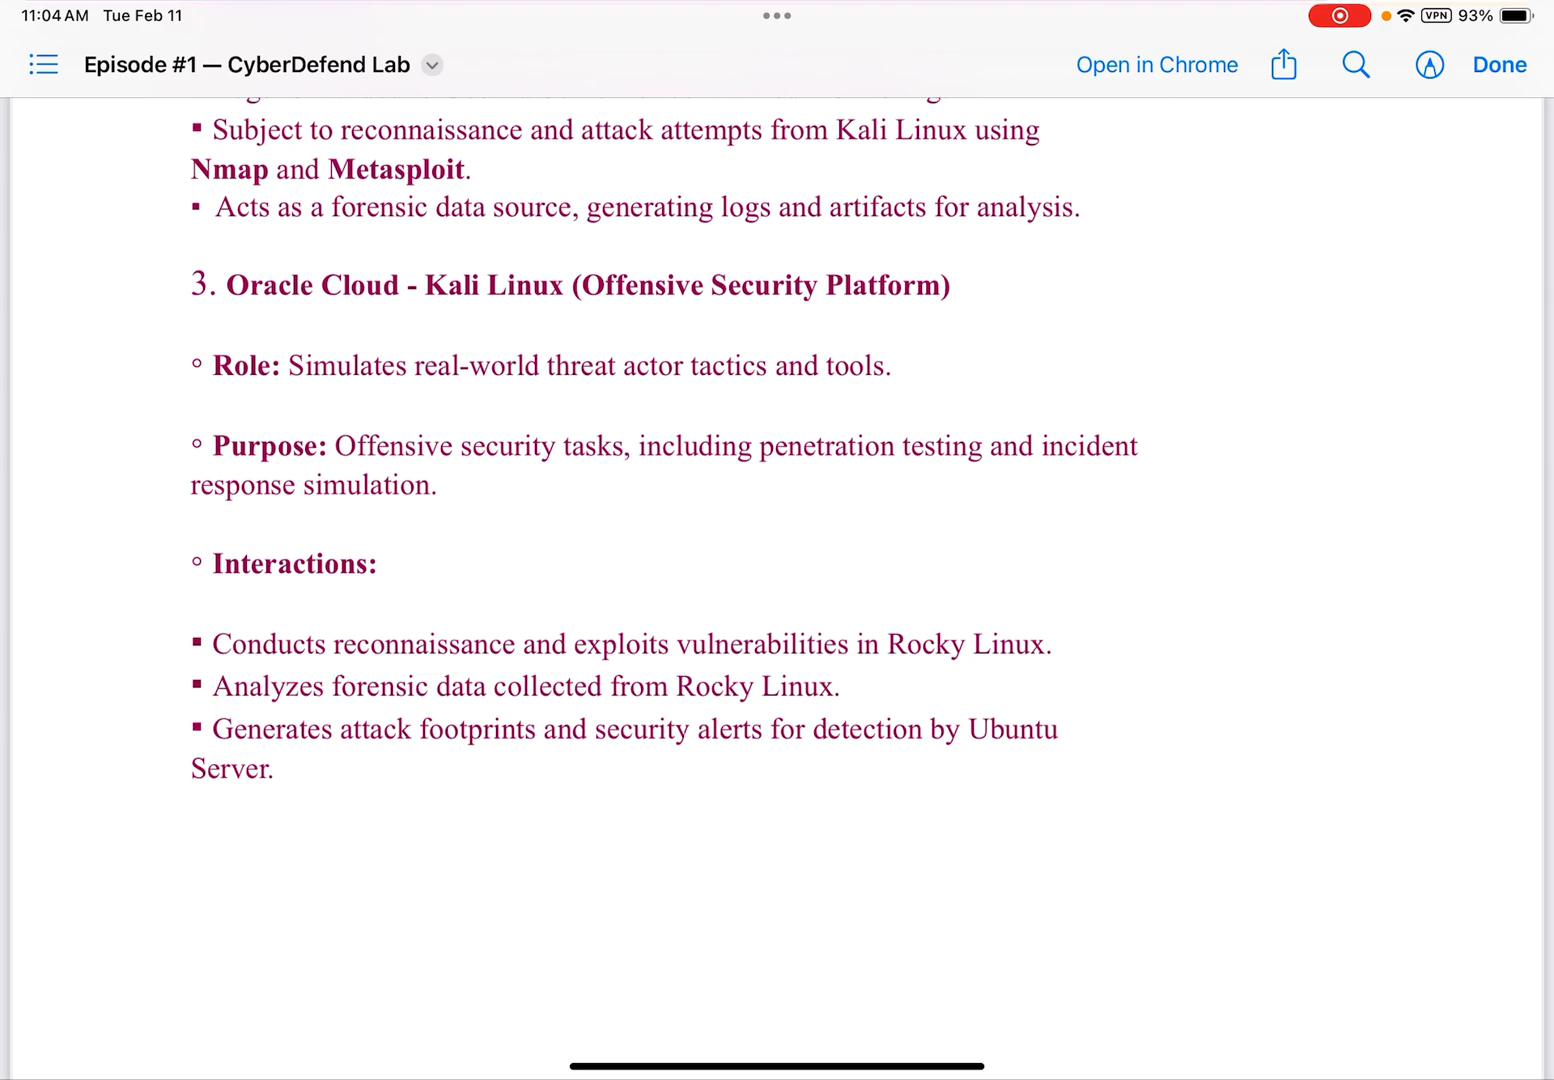 11:04 AM Tue Feb 11
VPN 93%
Episode #1 — CyberDefend Lab
Open in Chrome
Done
▪ Subject to reconnaissance and attack attempts from Kali Linux using
Nmap and Metasploit.
▪ Acts as a forensic data source, generating logs and artifacts for analysis.
3. Oracle Cloud - Kali Linux (Offensive Security Platform)
○ Role: Simulates real-world threat actor tactics and tools.
○ Purpose: Offensive security tasks, including penetration testing and incident
response simulation.
○ Interactions:
▪ Conducts reconnaissance and exploits vulnerabilities in Rocky Linux.
▪ Analyzes forensic data collected from Rocky Linux.
▪ Generates attack footprints and security alerts for detection by Ubuntu
Server.